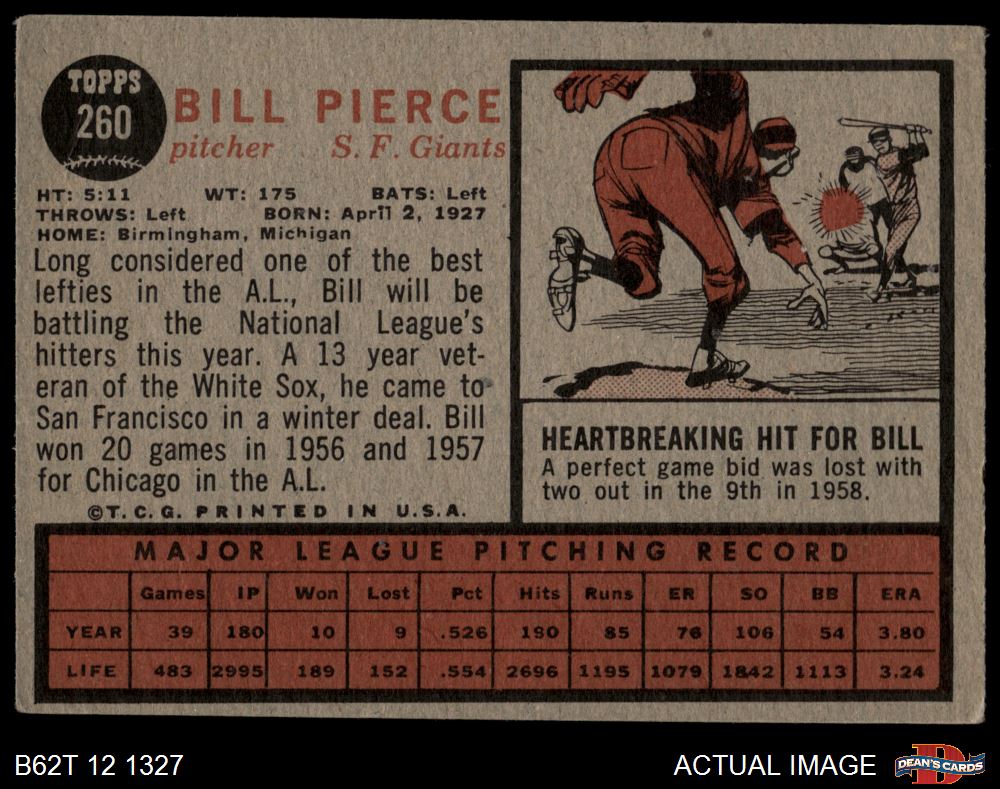 TOPPS
260
BILL PIERCE
pitcher S. F. Giants
HT: 5:11 WT: 175 BATS: Left
THROWS: Left BORN: April 2, 1927
HOME: Birmingham, Michigan
Long considered one of the best
lefties in the A.L., Bill will be
battling the National League's
hitters this year. A 13 year vet-
eran of the White Sox, he came to
San Francisco in a winter deal. Bill
won 20 games in 1956 and 1957
for Chicago in the A.L.
©T.C.G. PRINTED IN U.S.A.
HEARTBREAKING HIT FOR BILL
A perfect game bid was lost with
two out in the 9th in 1958.
MAJOR LEAGUE PITCHING RECORD
Games IP Won Lost Pct Hits Runs ER SO BB ERA
YEAR 39 180 10 9 .526 190 85 76 106 54 3.80
LIFE 483 2995 189 152 .554 2696 1195 1079 1842 1113 3.24
B62T 12 1327
ACTUAL IMAGE
DEAN'S CARDS